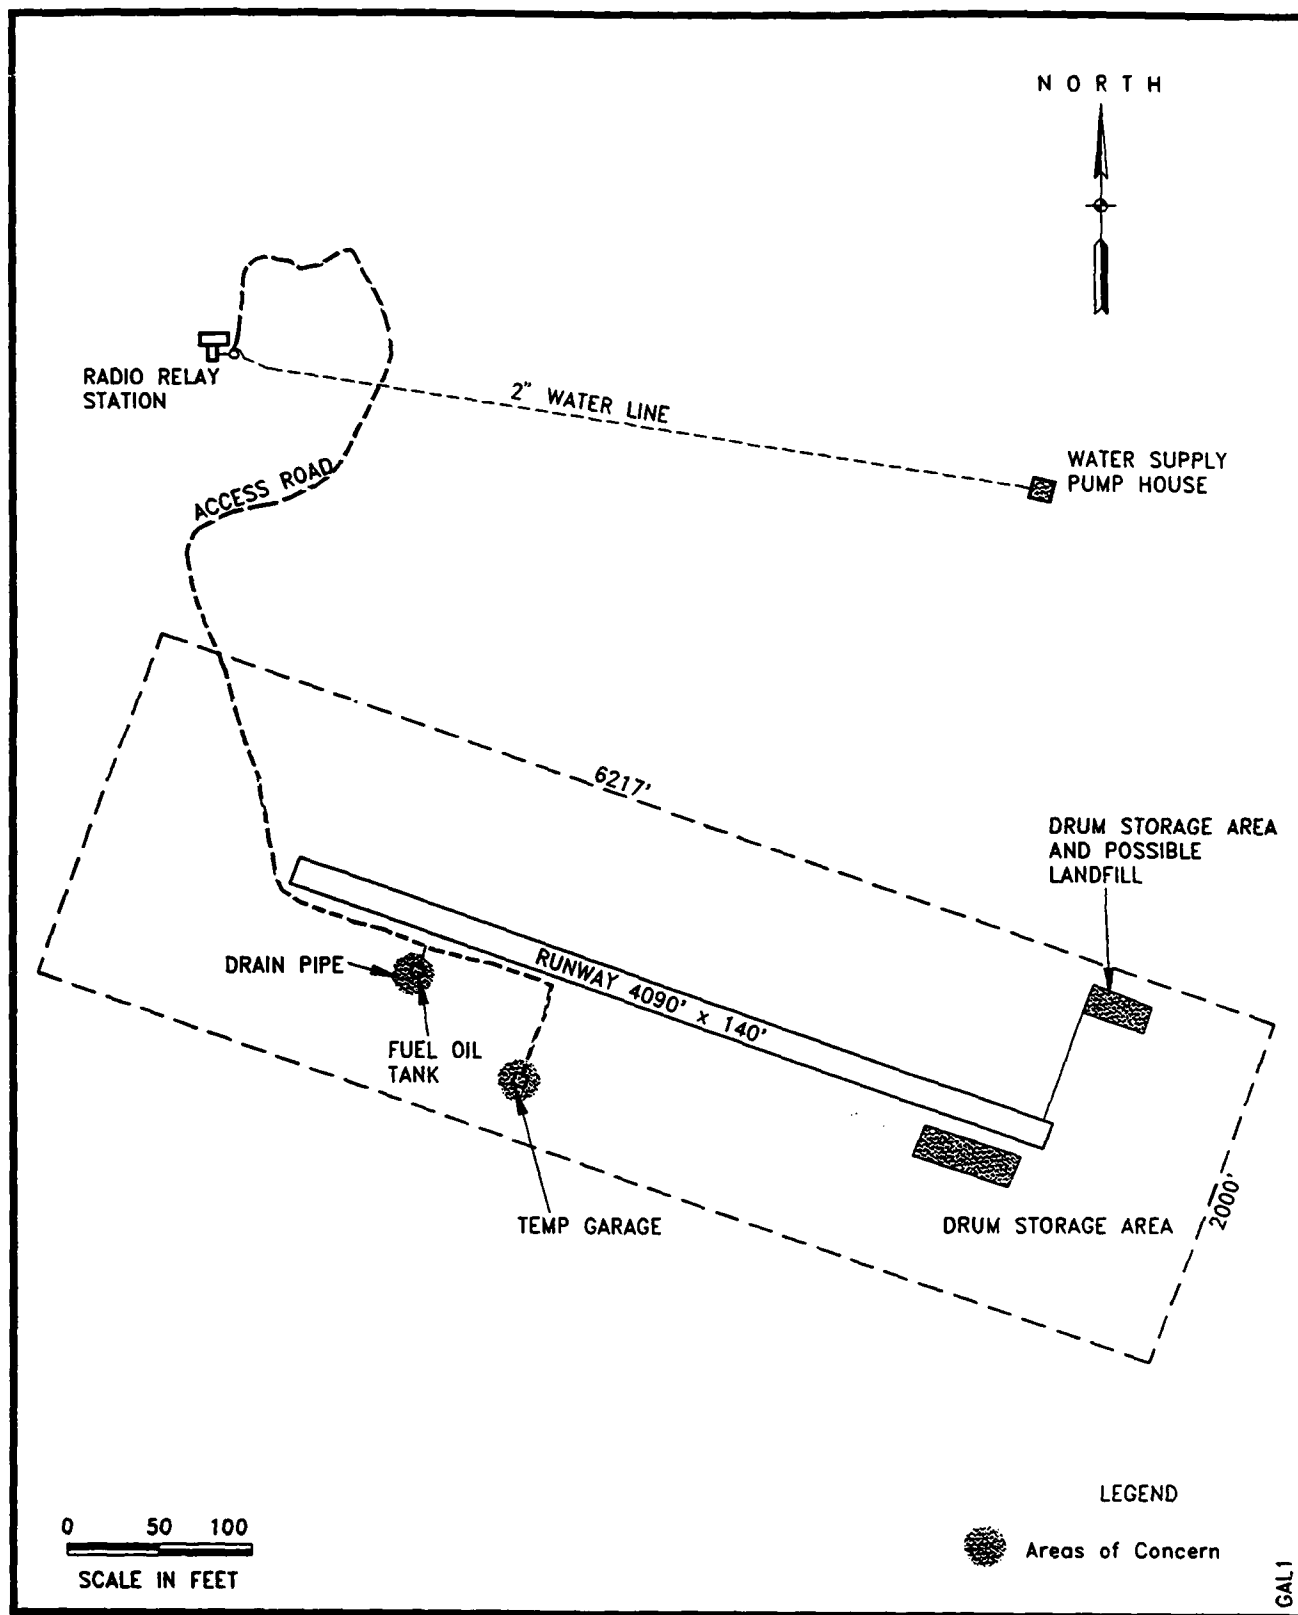 NORTH
RADIO RELAY
STATION
2" WATER LINE
WATER SUPPLY
PUMP HOUSE
ACCESS ROAD
6217'
DRUM STORAGE AREA
AND POSSIBLE
LANDFILL
DRAIN PIPE
RUNWAY 4090' x 140'
FUEL OIL
TANK
TEMP GARAGE
DRUM STORAGE AREA
2000'
LEGEND
Areas of Concern
0 50 100
SCALE IN FEET
GAL1